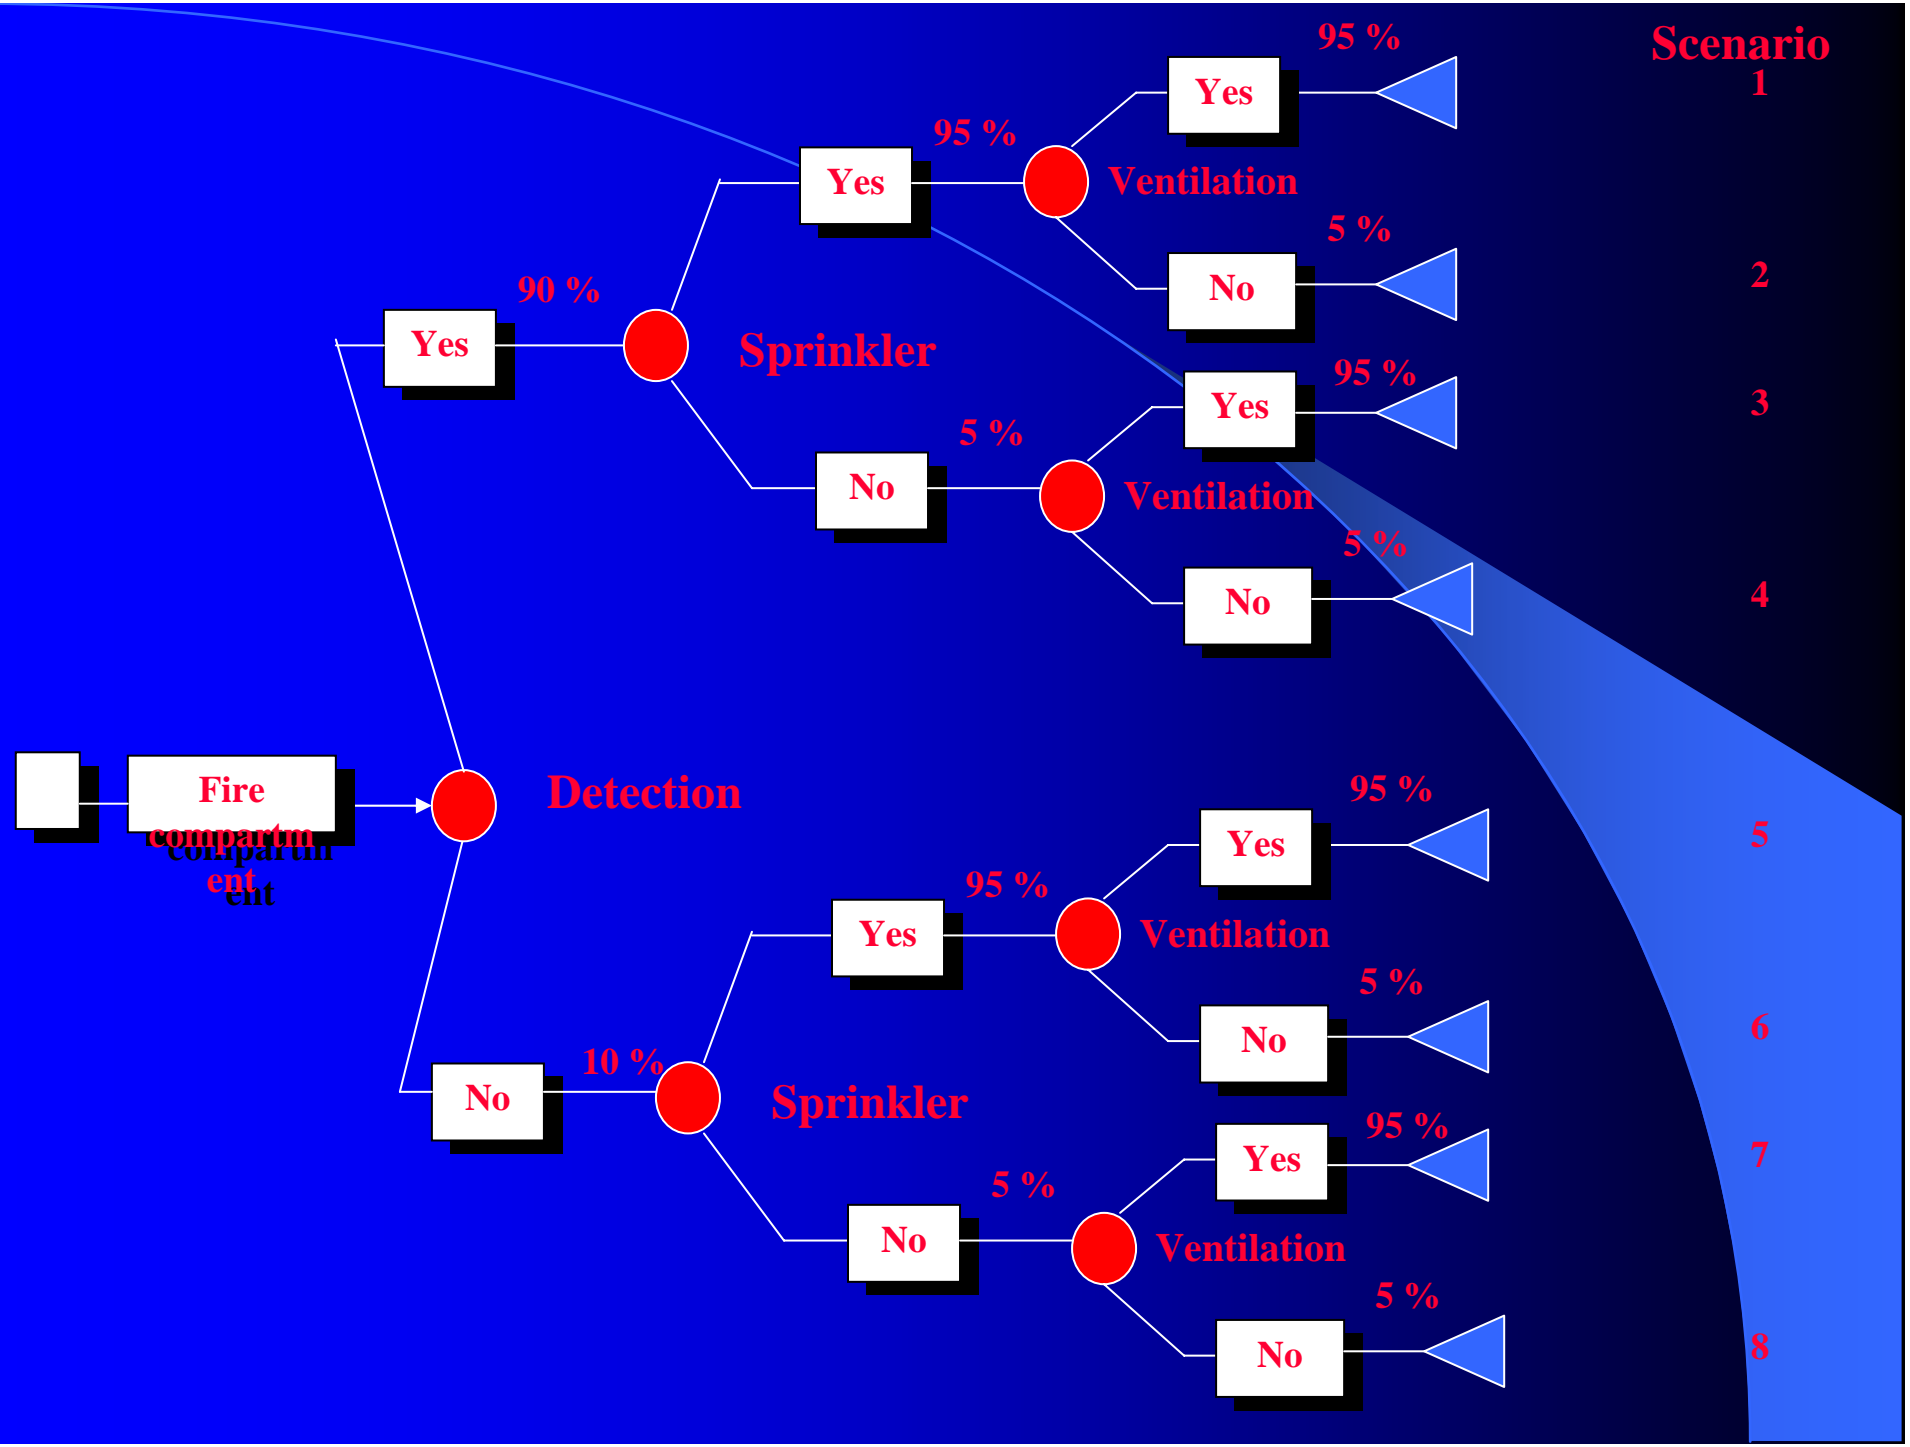 95 %
Scenario
Yes
1
95 %
Yes
Ventilation
5 %
90 %
No
2
Yes
Sprinkler
95 %
Yes
3
5 %
No
Ventilation
5 %
No
4
Fire
compartm
ent
Detection
95 %
Yes
5
95 %
Yes
Ventilation
5 %
No
6
10 %
No
Sprinkler
95 %
Yes
7
5 %
No
Ventilation
5 %
No
8